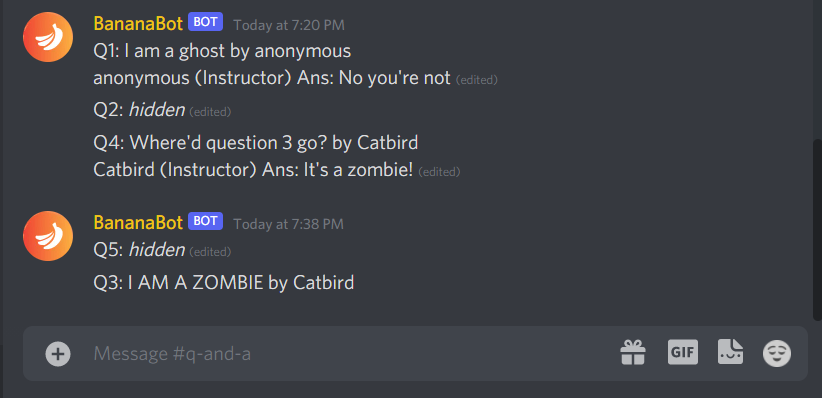 BananaBot BOT Today at 7:20 PM
Q1: I am a ghost by anonymous
anonymous (Instructor) Ans: No you're not (edited)
Q2: hidden (edited)
Q4: Where'd question 3 go? by Catbird
Catbird (Instructor) Ans: It's a zombie! (edited)
BananaBot BOT Today at 7:38 PM
Q5: hidden (edited)
Q3: I AM A ZOMBIE by Catbird
Message #q-and-a GIF